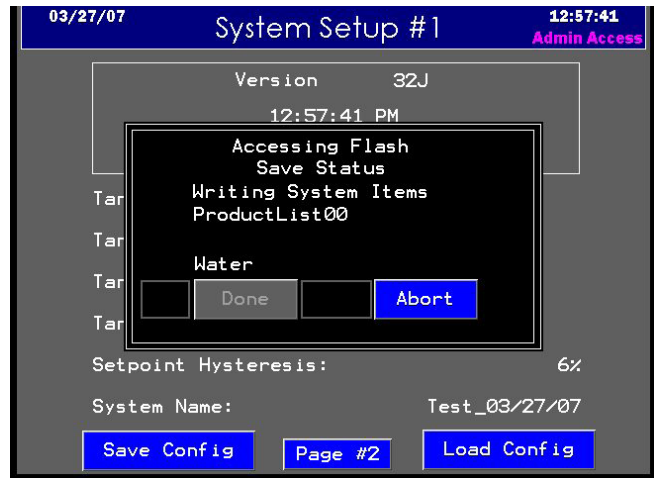 03/27/07 System Setup #1 12:57:41
Admin Access
Version 32J
12:57:41 PM
Accessing Flash
Save Status
Writing System Items
ProductList00
Tar
Tar
Water
Tar
Done Abort
Tar
Setpoint Hysteresis: 6%
System Name: Test_03/27/07
Save Config Page #2 Load Config